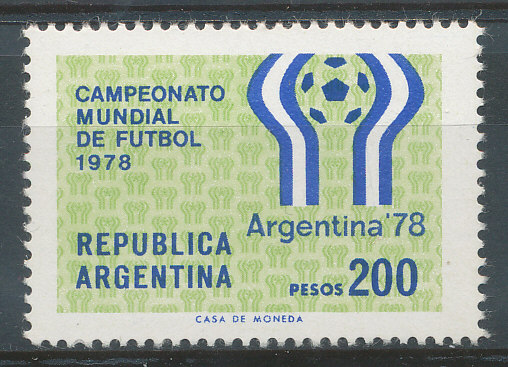 CAMPEONATO
MUNDIAL
DE FUTBOL
1978
Argentina '78
REPUBLICA
ARGENTINA
PESOS 200
CASA DE MONEDA